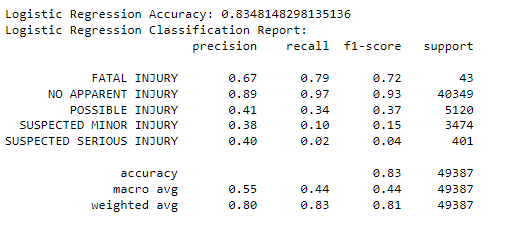 Logistic Regression Accuracy: 0.8348148298135136
Logistic Regression Classification Report:
precision recall f1-score support
FATAL INJURY 0.67 0.79 0.72 43
NO APPARENT INJURY 0.89 0.97 0.93 40349
POSSIBLE INJURY 0.41 0.34 0.37 5120
SUSPECTED MINOR INJURY 0.38 0.10 0.15 3474
SUSPECTED SERIOUS INJURY 0.40 0.02 0.04 401
accuracy 0.83 49387
macro avg 0.55 0.44 0.44 49387
weighted avg 0.80 0.83 0.81 49387